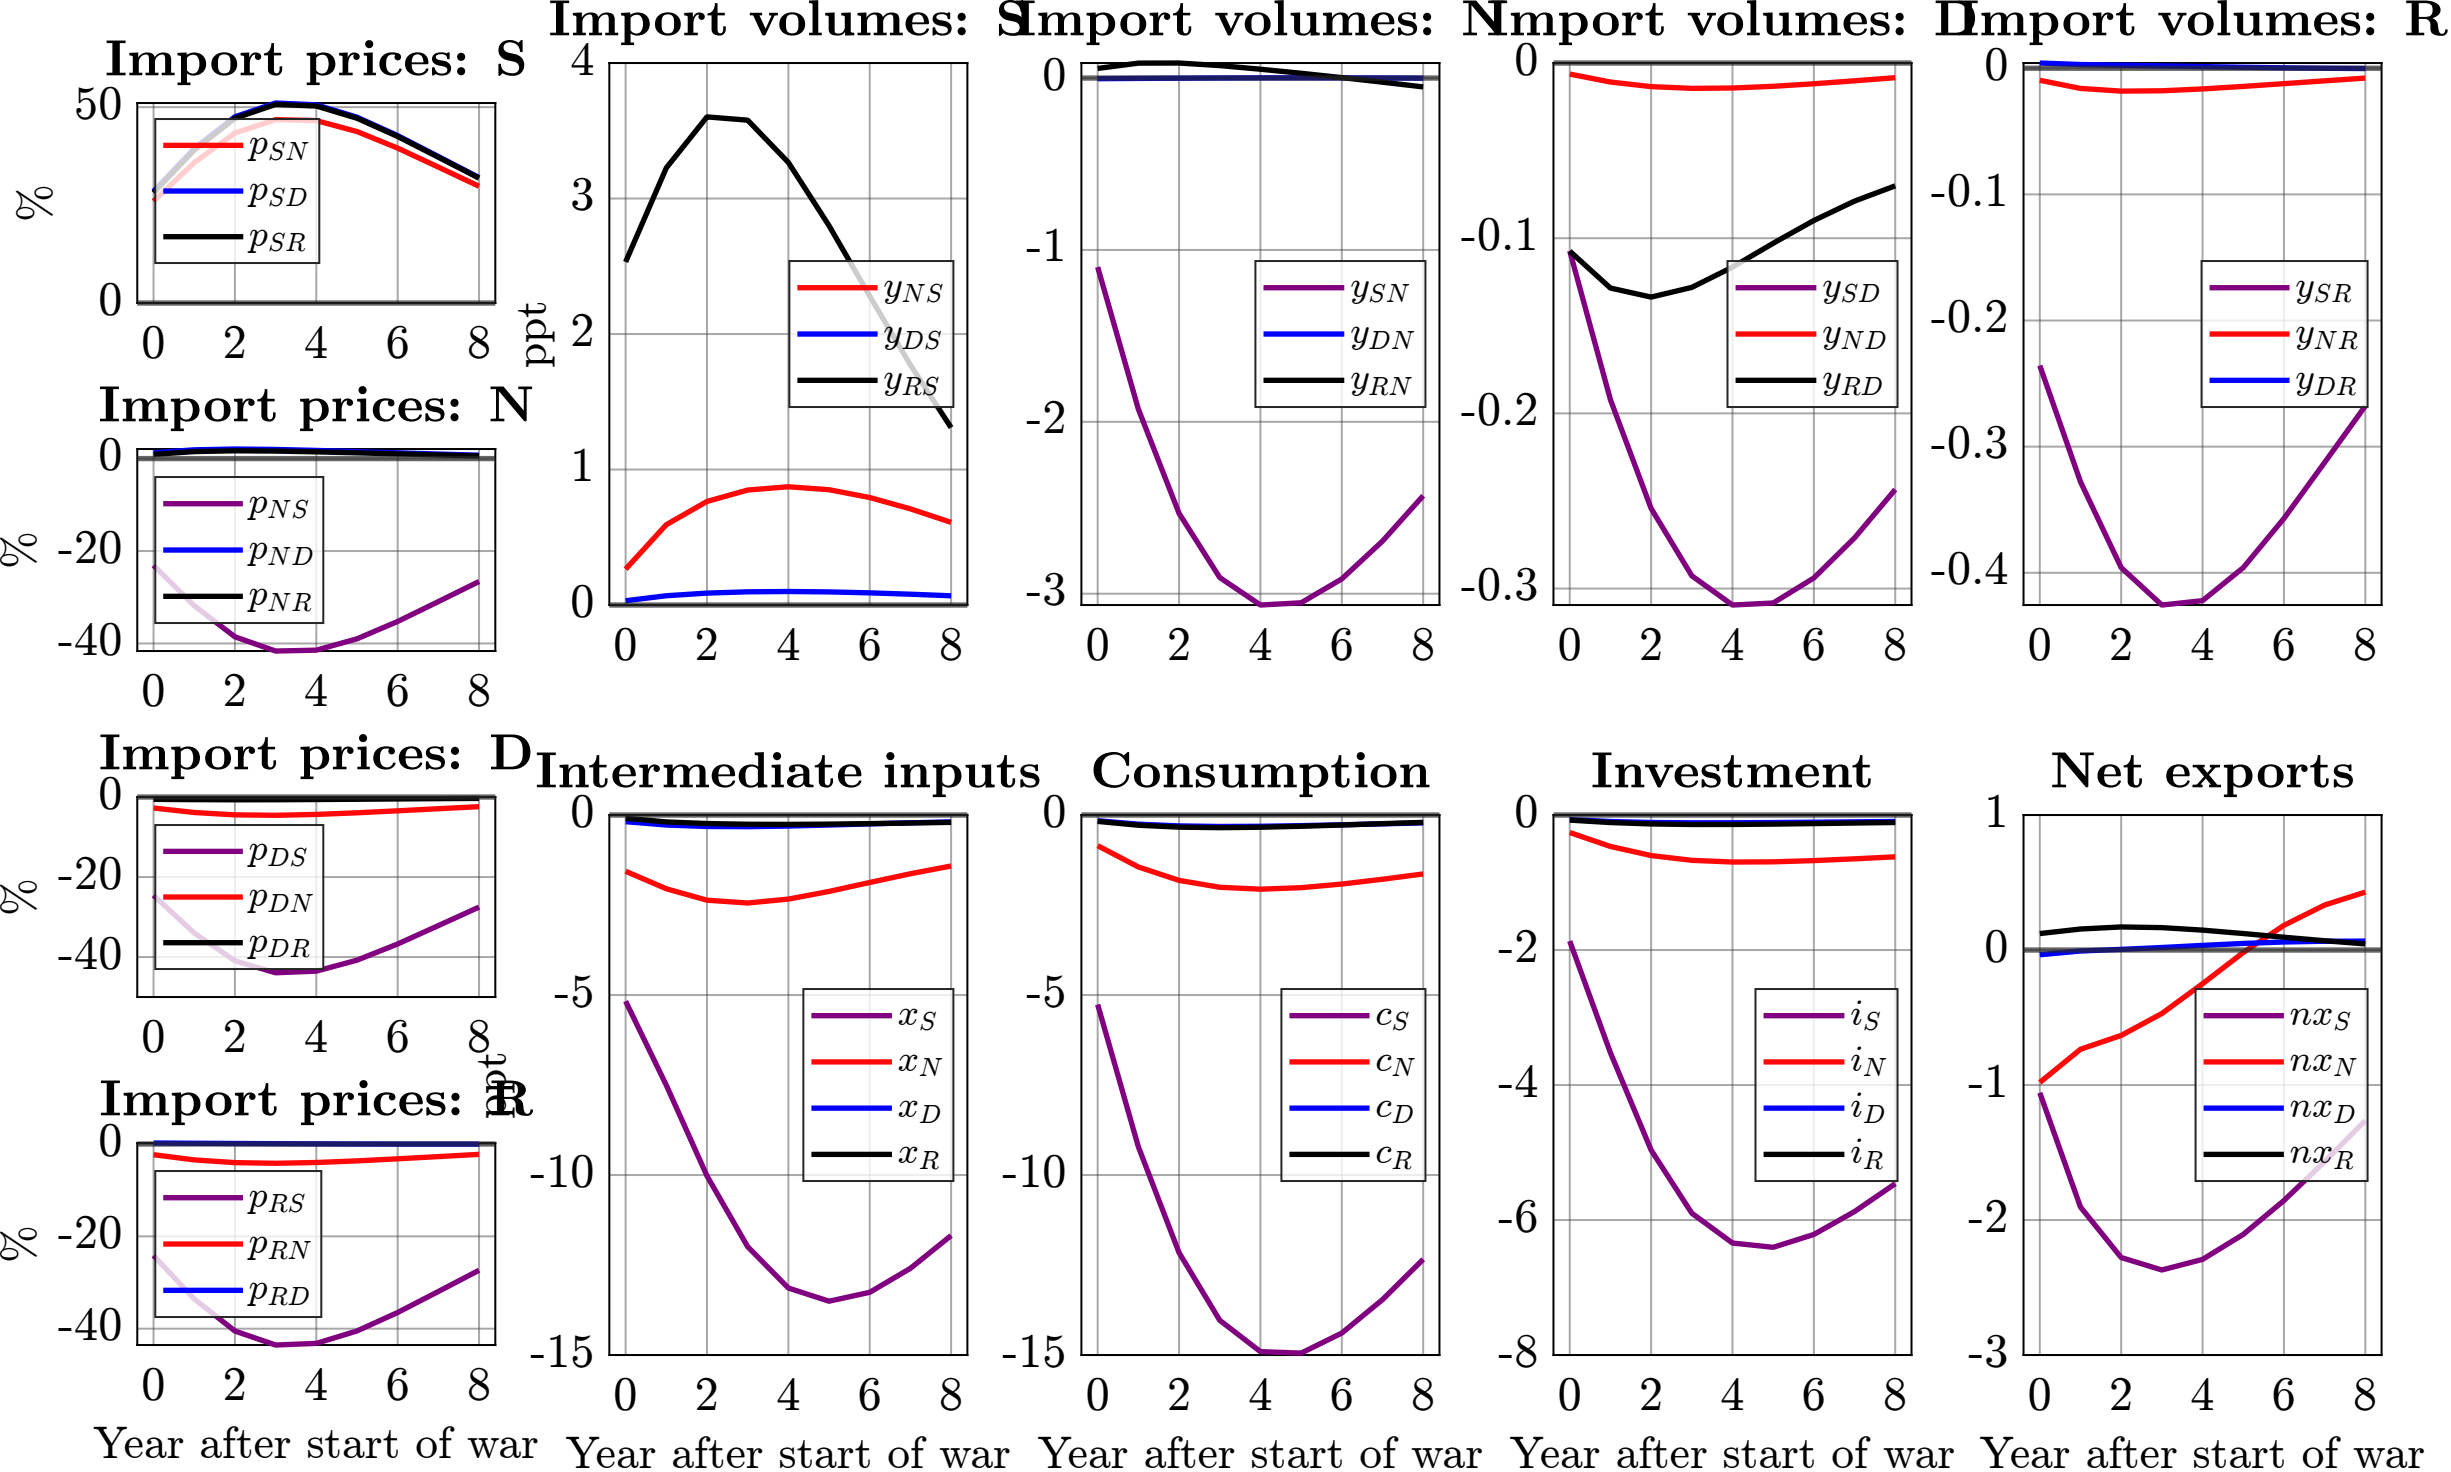 Import prices: S
%
50
0
p_SN
p_SD
p_SR
0 2 4 6 8
Import prices: N
%
0
-20
-40
p_NS
p_ND
p_NR
0 2 4 6 8
Import prices: D
%
0
-20
-40
p_DS
p_DN
p_DR
0 2 4 6 8
Import prices: R
%
0
-20
-40
p_RS
p_RN
p_RD
0 2 4 6 8
Year after start of war
Import volumes: S
ppt
4
3
2
1
0
y_NS
y_DS
y_RS
0 2 4 6 8
Import volumes: N
0
-1
-2
-3
y_SN
y_DN
y_RN
0 2 4 6 8
Import volumes: D
0
-0.1
-0.2
-0.3
y_SD
y_ND
y_RD
0 2 4 6 8
Import volumes: R
0
-0.1
-0.2
-0.3
-0.4
y_SR
y_NR
y_DR
0 2 4 6 8
Intermediate inputs
ppt
0
-5
-10
-15
x_S
x_N
x_D
x_R
0 2 4 6 8
Year after start of war
Consumption
0
-5
-10
-15
c_S
c_N
c_D
c_R
0 2 4 6 8
Year after start of war
Investment
0
-2
-4
-6
-8
i_S
i_N
i_D
i_R
0 2 4 6 8
Year after start of war
Net exports
1
0
-1
-2
-3
nx_S
nx_N
nx_D
nx_R
0 2 4 6 8
Year after start of war